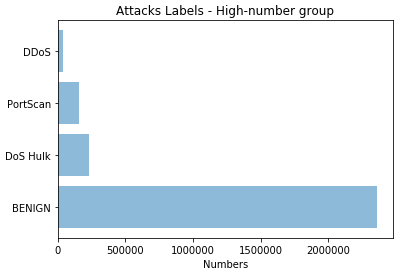 Attacks Labels - High-number group
DDoS
PortScan
DoS Hulk
BENIGN
0 500000 1000000 1500000 2000000
Numbers